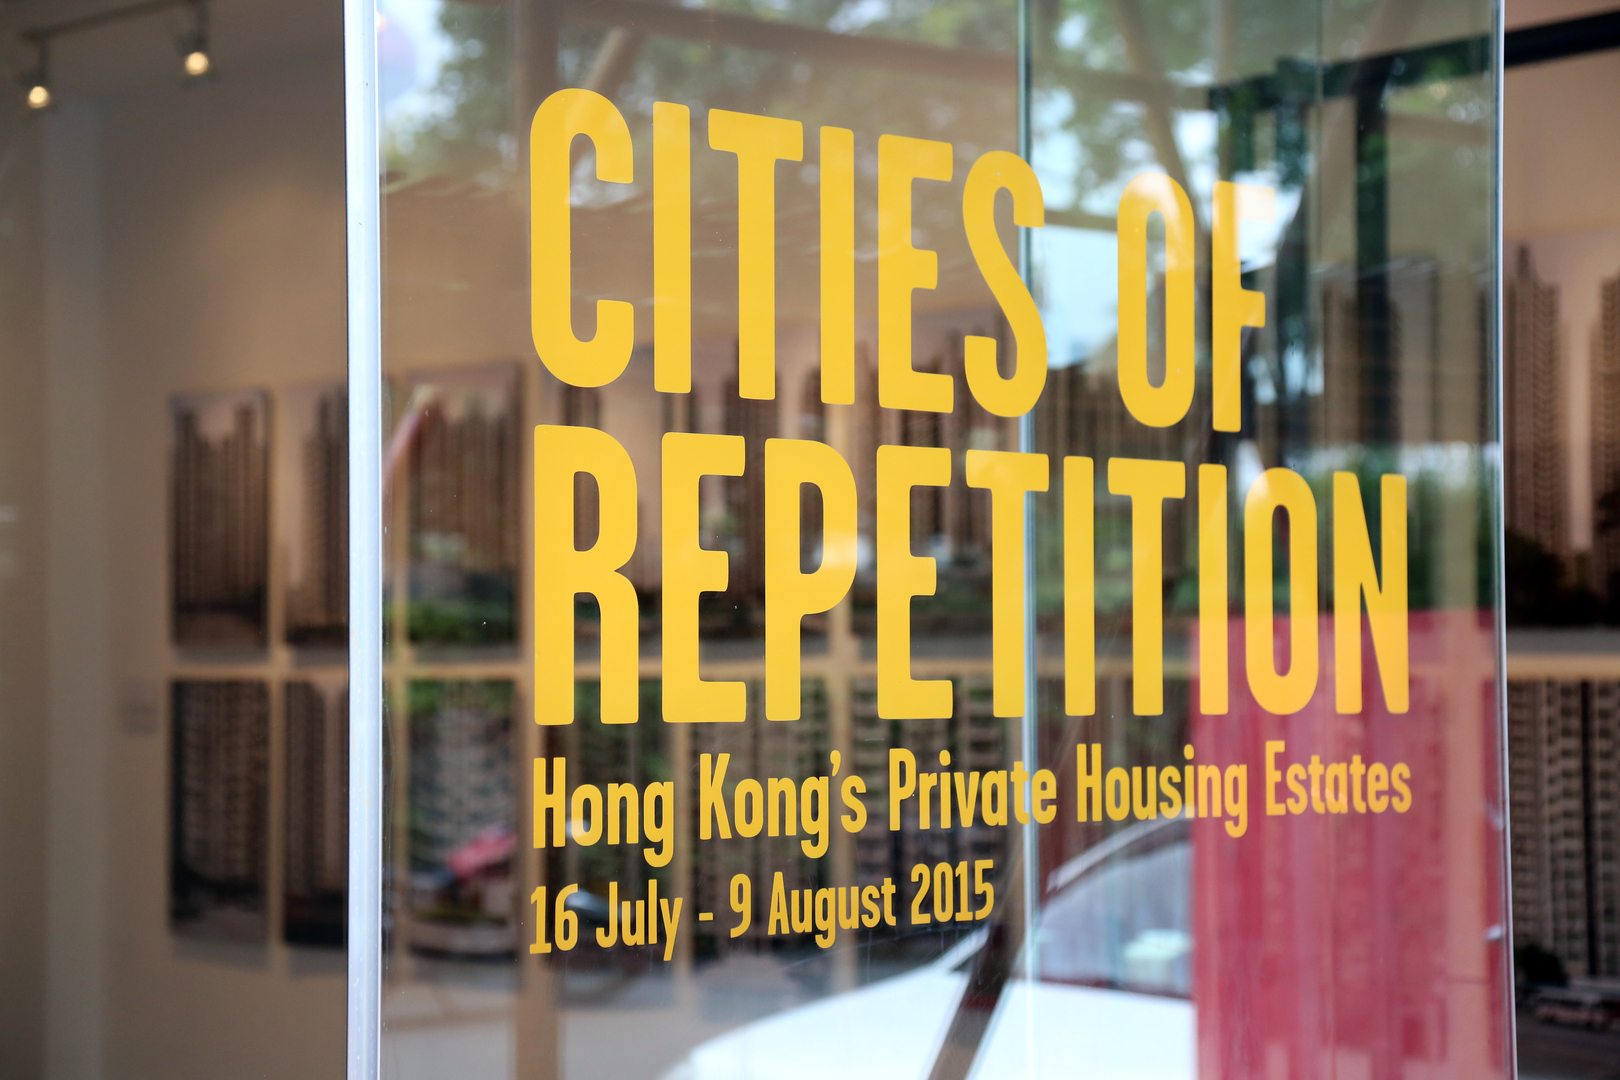 CITIES OF
REPETITION
Hong Kong's Private Housing Estates
16 July - 9 August 2015